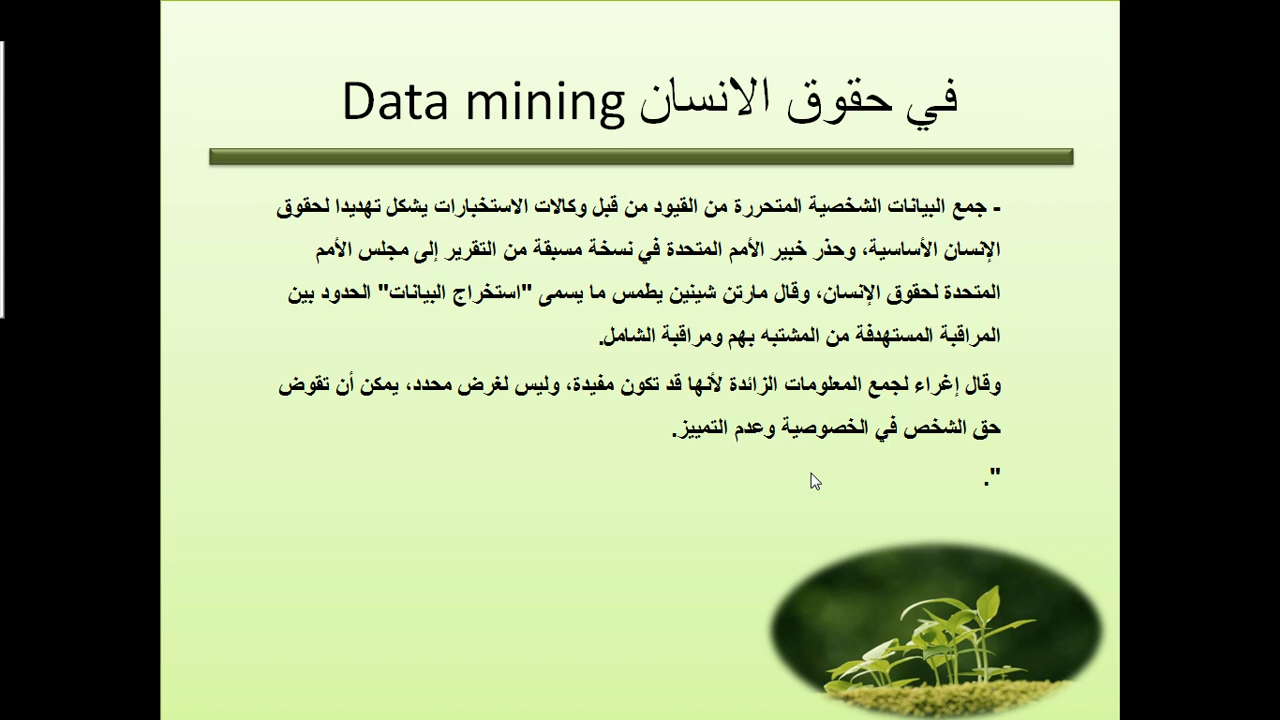 في حقوق الانسان Data mining
- جمع البيانات الشخصية المتحررة من القيود من قبل وكالات الاستخبارات يشكل تهديدا لحقوق
الإنسان الأساسية، وحذر خبير الأمم المتحدة في نسخة مسبقة من التقرير إلى مجلس الأمم
المتحدة لحقوق الإنسان، وقال مارتن شينين يطمس ما يسمى "استخراج البيانات" الحدود بين
المراقبة المستهدفة من المشتبه بهم ومراقبة الشامل.
وقال إغراء لجمع المعلومات الزائدة لأنها قد تكون مفيدة، وليس لغرض محدد، يمكن أن تقوض
حق الشخص في الخصوصية وعدم التمييز.
".